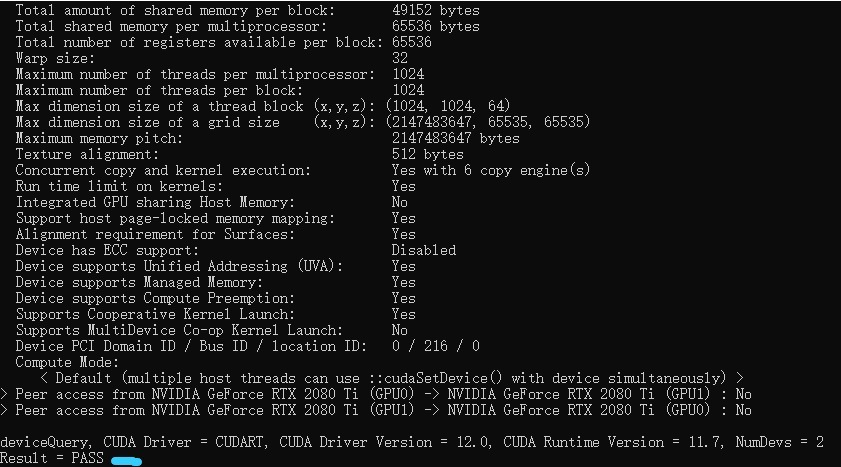 Total amount of shared memory per block: 49152 bytes
Total shared memory per multiprocessor: 65536 bytes
Total number of registers available per block: 65536
Warp size: 32
Maximum number of threads per multiprocessor: 1024
Maximum number of threads per block: 1024
Max dimension size of a thread block (x,y,z): (1024, 1024, 64)
Max dimension size of a grid size (x,y,z): (2147483647, 65535, 65535)
Maximum memory pitch: 2147483647 bytes
Texture alignment: 512 bytes
Concurrent copy and kernel execution: Yes with 6 copy engine(s)
Run time limit on kernels: Yes
Integrated GPU sharing Host Memory: No
Support host page-locked memory mapping: Yes
Alignment requirement for Surfaces: Yes
Device has ECC support: Disabled
Device supports Unified Addressing (UVA): Yes
Device supports Managed Memory: Yes
Device supports Compute Preemption: Yes
Supports Cooperative Kernel Launch: Yes
Supports MultiDevice Co-op Kernel Launch: No
Device PCI Domain ID / Bus ID / location ID: 0 / 216 / 0
Compute Mode:
< Default (multiple host threads can use ::cudaSetDevice() with device simultaneously) >
> Peer access from NVIDIA GeForce RTX 2080 Ti (GPU0) -> NVIDIA GeForce RTX 2080 Ti (GPU1) : No
> Peer access from NVIDIA GeForce RTX 2080 Ti (GPU1) -> NVIDIA GeForce RTX 2080 Ti (GPU0) : No
deviceQuery, CUDA Driver = CUDART, CUDA Driver Version = 12.0, CUDA Runtime Version = 11.7, NumDevs = 2
Result = PASS